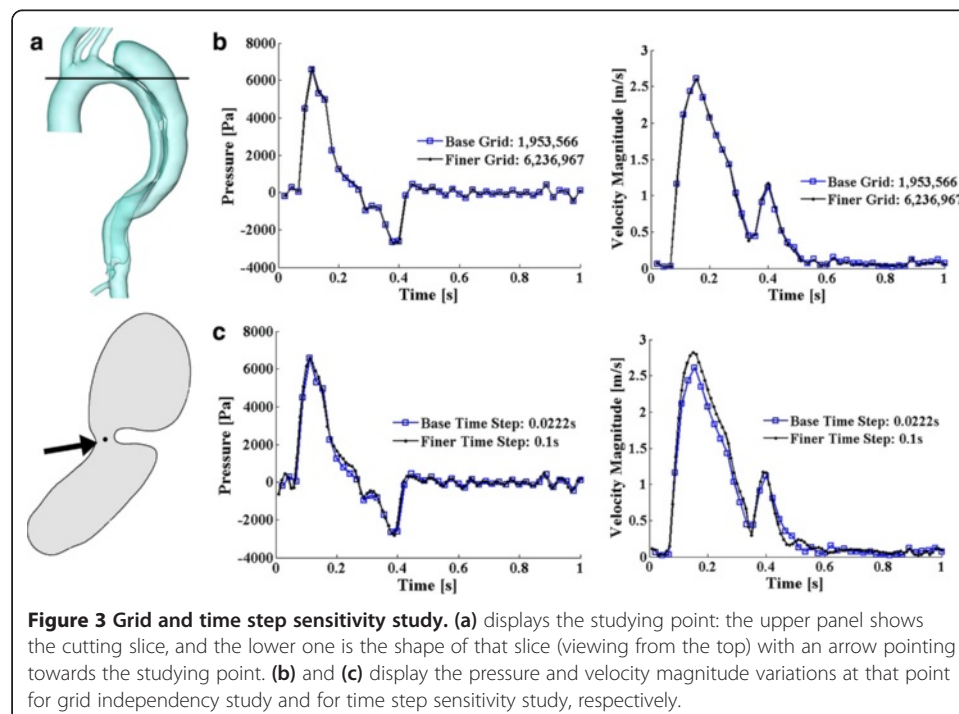 a
b
8000
6000
4000
2000
0
-2000
-4000
Pressure [Pa]
0 0.2 0.4 0.6 0.8 1
Time [s]
Base Grid: 1,953,566
Finer Grid: 6,236,967
3
2.5
2
1.5
1
0.5
0
Velocity Magnitude [m/s]
0 0.2 0.4 0.6 0.8 1
Time [s]
Base Grid: 1,953,566
Finer Grid: 6,236,967
c
8000
6000
4000
2000
0
-2000
4000
Pressure [Pa]
0 0.2 0.4 0.6 0.8 1
Time [s]
Base Time Step: 0.0222s
Finer Time Step: 0.1s
3
2.5
2
1.5
1
0.5
0
Velocity Magnitude [m/s]
0 0.2 0.4 0.6 0.8 1
Time [s]
Base Time Step: 0.0222s
Finer Time Step: 0.1s
Figure 3 Grid and time step sensitivity study. (a) displays the studying point: the upper panel shows
the cutting slice, and the lower one is the shape of that slice (viewing from the top) with an arrow pointing
towards the studying point. (b) and (c) display the pressure and velocity magnitude variations at that point
for grid independency study and for time step sensitivity study, respectively.